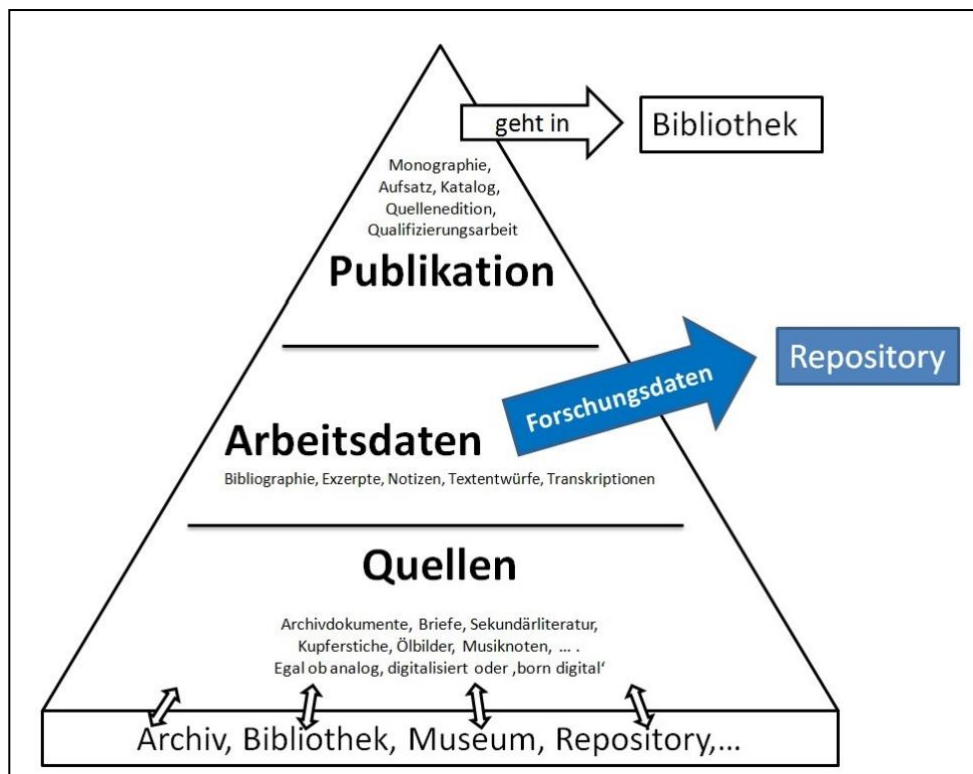 geht in
Bibliothek
Monographie,
Aufsatz, Katalog,
Quellenedition,
Qualifizierungsarbeit
Publikation
Forschungsdaten
Repository
Arbeitsdaten
Bibliographie, Exzerpte, Notizen, Textentwürfe, Transkriptionen
Quellen
Archivdokumente, Briefe, Sekundärliteratur,
Kupferstiche, Ölbilder, Musiknoten, ... .
Egal ob analog, digitalisiert oder ‚born digital‘
Archiv, Bibliothek, Museum, Repository,...